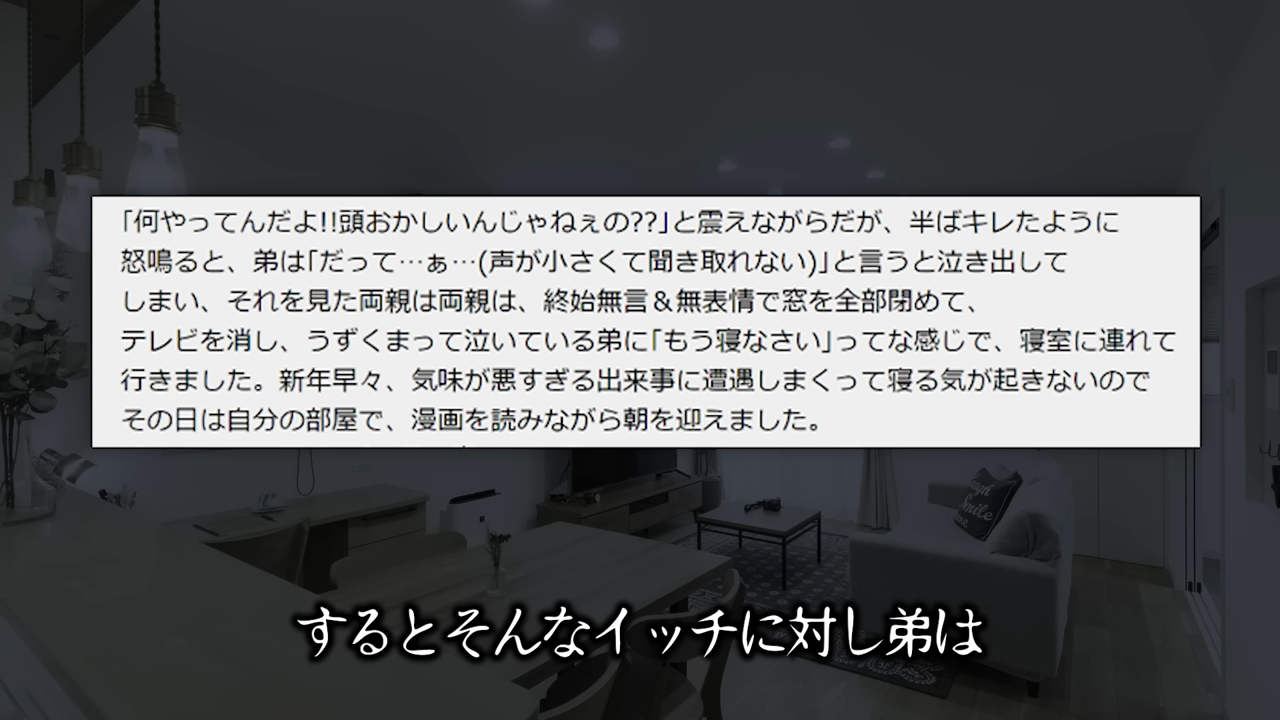 「何やってんだよ!!頭おかしいんじゃねぇの??」と震えながらだが、半ばキレたように
怒鳴ると、弟は「だって…ぁ…(声が小さくて聞き取れない)」と言うと泣き出して
しまい、それを見た両親は両親は、終始無言＆無表情で窓を全部閉めて、
テレビを消し、うずくまって泣いている弟に「もう寝なさい」ってな感じで、寝室に連れて
行きました。新年早々、気味が悪すぎる出来事に遭遇しまくって寝る気が起きないので
その日は自分の部屋で、漫画を読みながら朝を迎えました。
Smile
するとそんなイッチに対し弟は